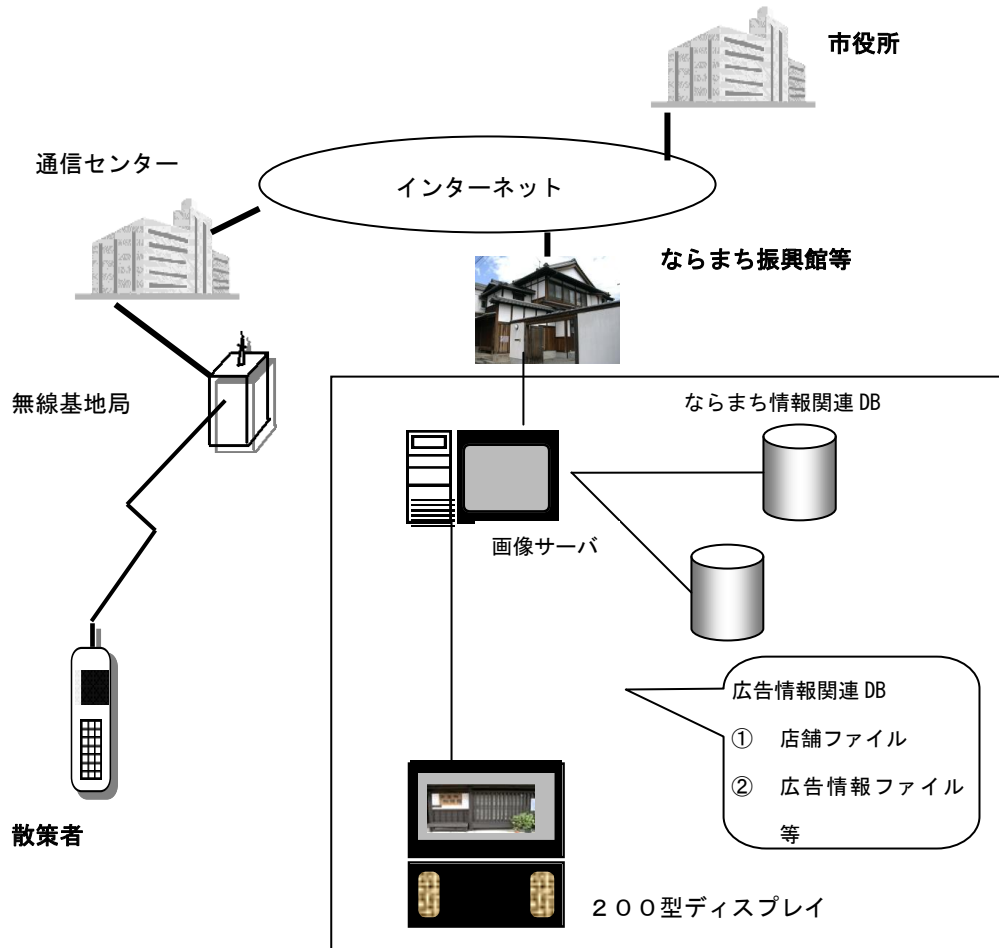 市役所
通信センター
インターネット
ならまち振興館等
無線基地局
ならまち情報関連 DB
画像サーバ
広告情報関連 DB
① 店舗ファイル
② 広告情報ファイル
等
散策者
２００型ディスプレイ